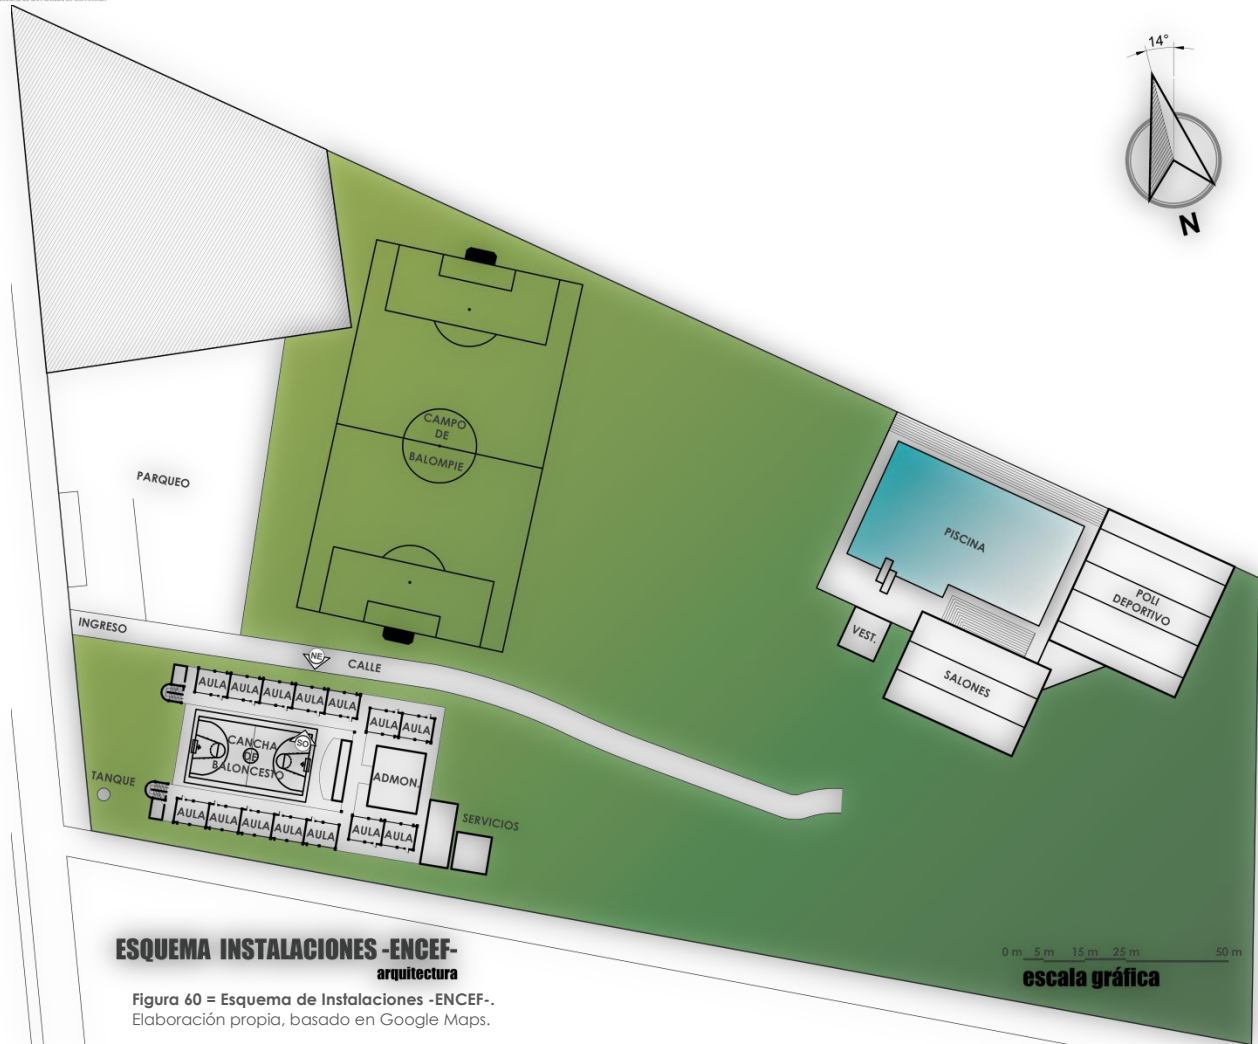 14°
N
CAMPO
DE
BALOMPIE
PARQUEO
PISCINA
POLI
DEPORTIVO
VEST.
SALONES
INGRESO
NE
CALLE
AULA AULA AULA AULA AULA
AULA AULA
SO
CANCHA
DE
BALONCESTO
ADMON.
TANQUE
AULA AULA AULA AULA AULA
AULA AULA
SERVICIOS
ESQUEMA INSTALACIONES -ENCEF-
arquitectura
0 m 5 m 15 m 25 m 50 m
escala gráfica
Figura 60 = Esquema de Instalaciones -ENCEF-.
Elaboración propia, basado en Google Maps.